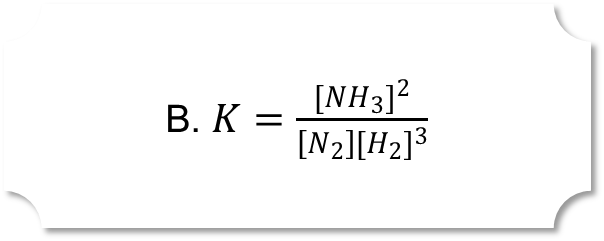 B. K = [NH₃]² / [N₂][H₂]³